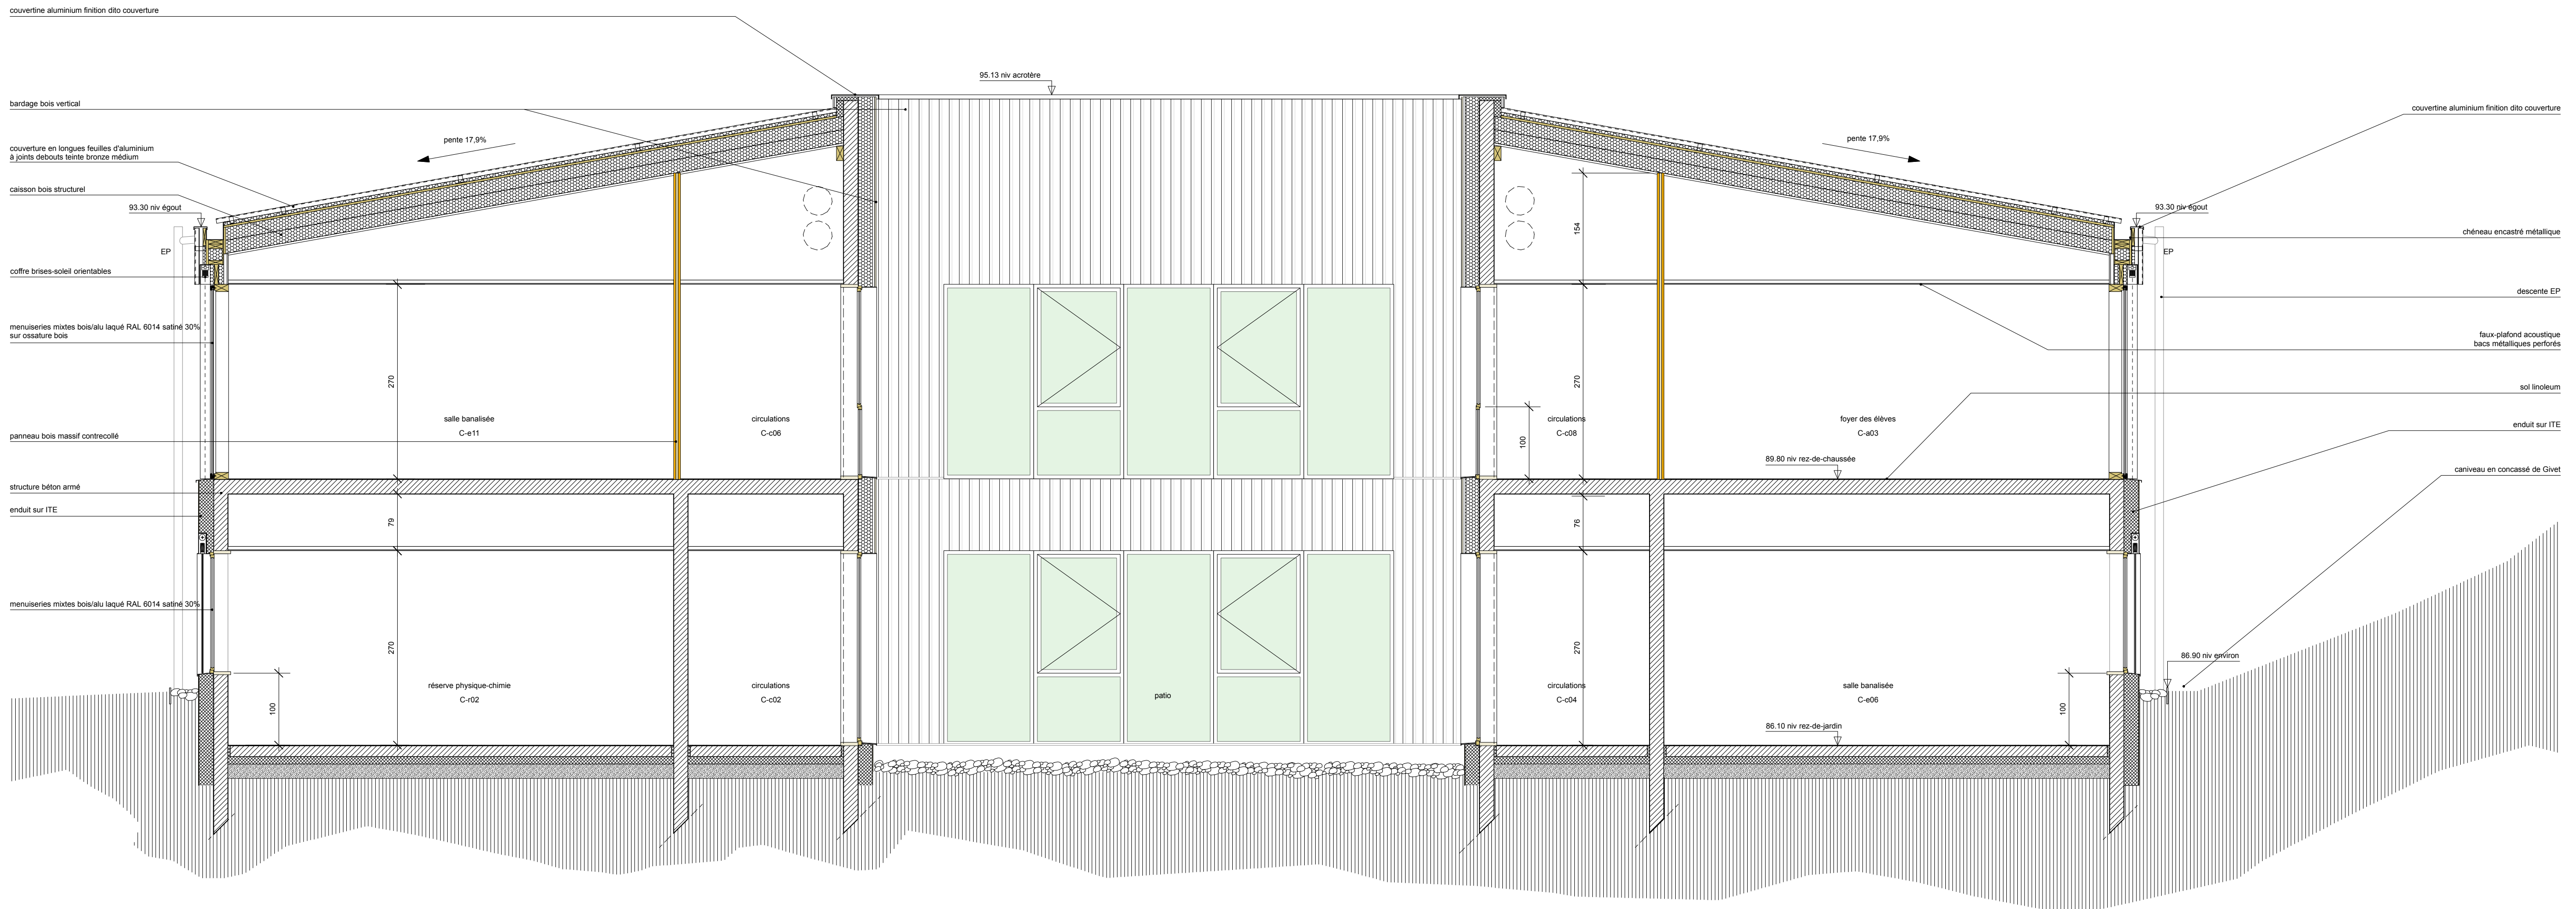 couvertine aluminium finition dito couverture
95.13 niv acrotère
bardage bois vertical
couvertine aluminium finition dito couverture
pente 17,9%
pente 17,9%
couverture en longues feuilles d'aluminium
à joints debouts teinte bronze médium
caisson bois structurel
93.30 niv égout
93.30 niv égout
154
chéneau encastré métallique
EP
EP
coffre brises-soleil orientables
descente EP
menuiseries mixtes bois/alu laqué RAL 6014 satiné 30%
sur ossature bois
faux-plafond acoustique
bacs métalliques perforés
270
270
sol linoleum
salle banalisée
C-e11
circulations
C-c06
circulations
C-c08
foyer des élèves
C-a03
enduit sur ITE
panneau bois massif contrecollé
100
89.80 niv rez-de-chaussée
caniveau en concassé de Givet
structure béton armé
enduit sur ITE
79
76
menuiseries mixtes bois/alu laqué RAL 6014 satiné 30%
270
270
86.90 niv environ
réserve physique-chimie
C-r02
circulations
C-c02
patio
circulations
C-c04
salle banalisée
C-e06
100
100
86.10 niv rez-de-jardin